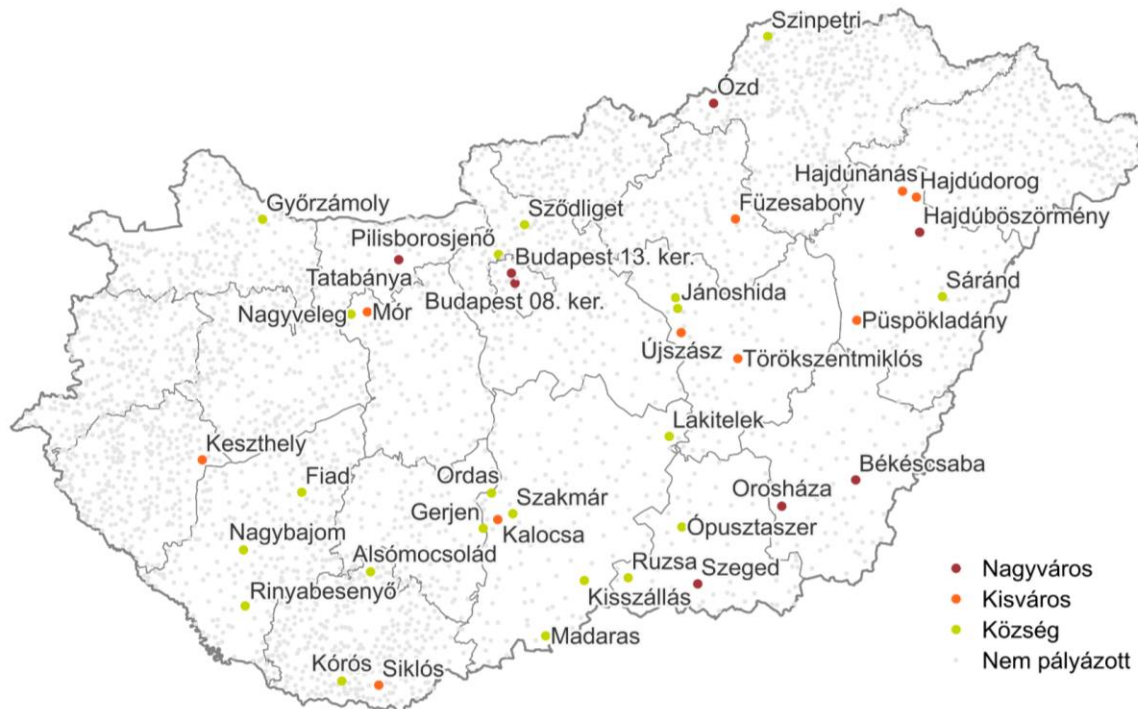 Szinpetri
Ózd
Hajdúnánás
Hajdúdorog
Győrzámoly
Sződliget
Füzesabony
Hajdúböszörmény
Pilisborosjenő
Budapest 13. ker.
Tatabánya
Jánoshida
Sáránd
Budapest 08. ker.
Nagyveleg
Mór
Püspökladány
Újszász
Törökszentmiklós
Lakitelek
Keszthely
Fiad
Ordas
Békéscsaba
Szakmár
Orosháza
Gerjen
Kalocsa
Ópusztaszer
Nagybajom
Alsómocsolád
Ruzsa
Szeged
Nagyváros
Rinyabesenyő
Kisszállás
Kisváros
Madaras
Község
Kórós
Siklós
Nem pályázott